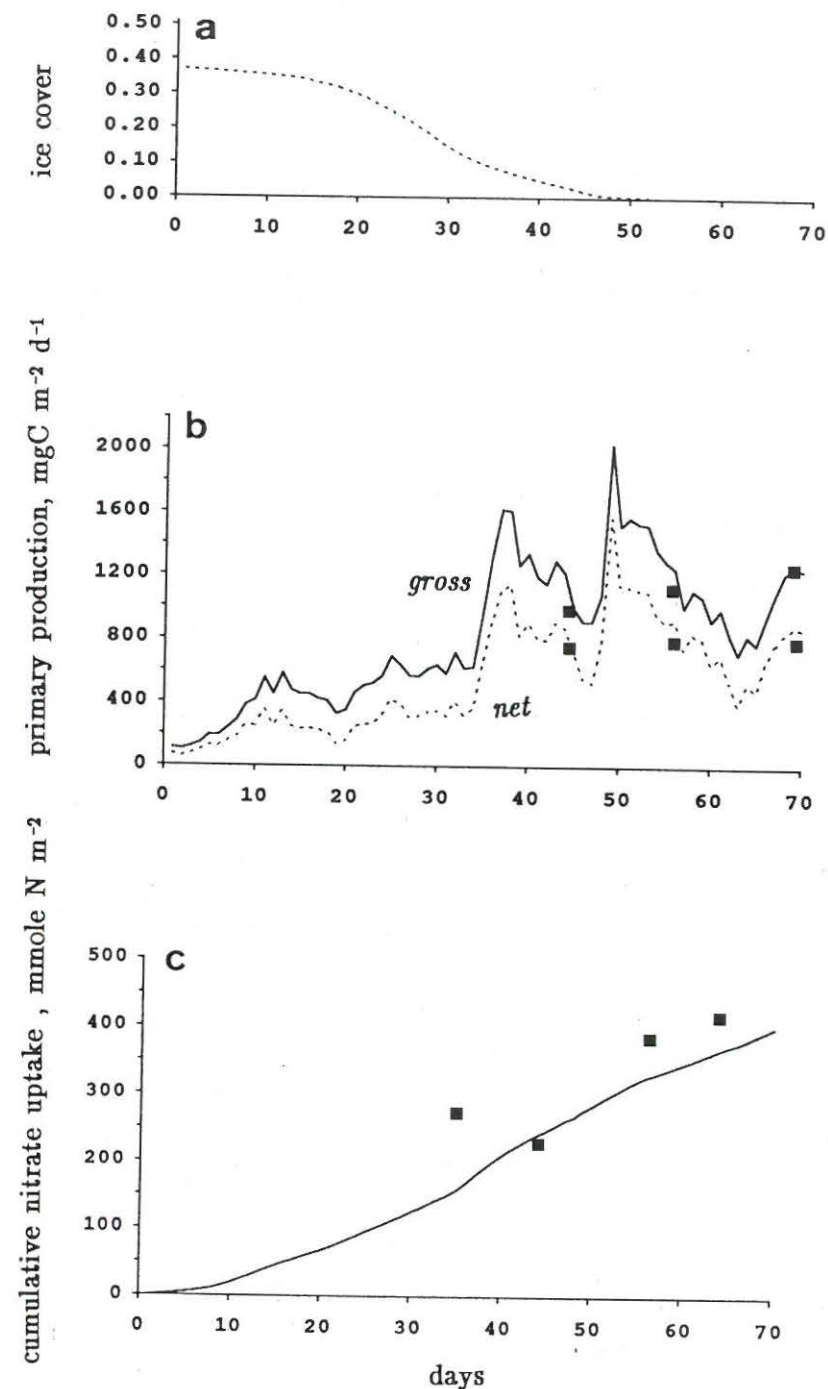 a
ice cover
0.50
0.40
0.30
0.20
0.10
0.00
0 10 20 30 40 50 60 70
b
primary production, mgC m⁻² d⁻¹
2000
1600
1200
800
400
0
gross
net
0 10 20 30 40 50 60 70
c
cumulative nitrate uptake , mmole N m⁻²
500
400
300
200
100
0
0 10 20 30 40 50 60 70
days